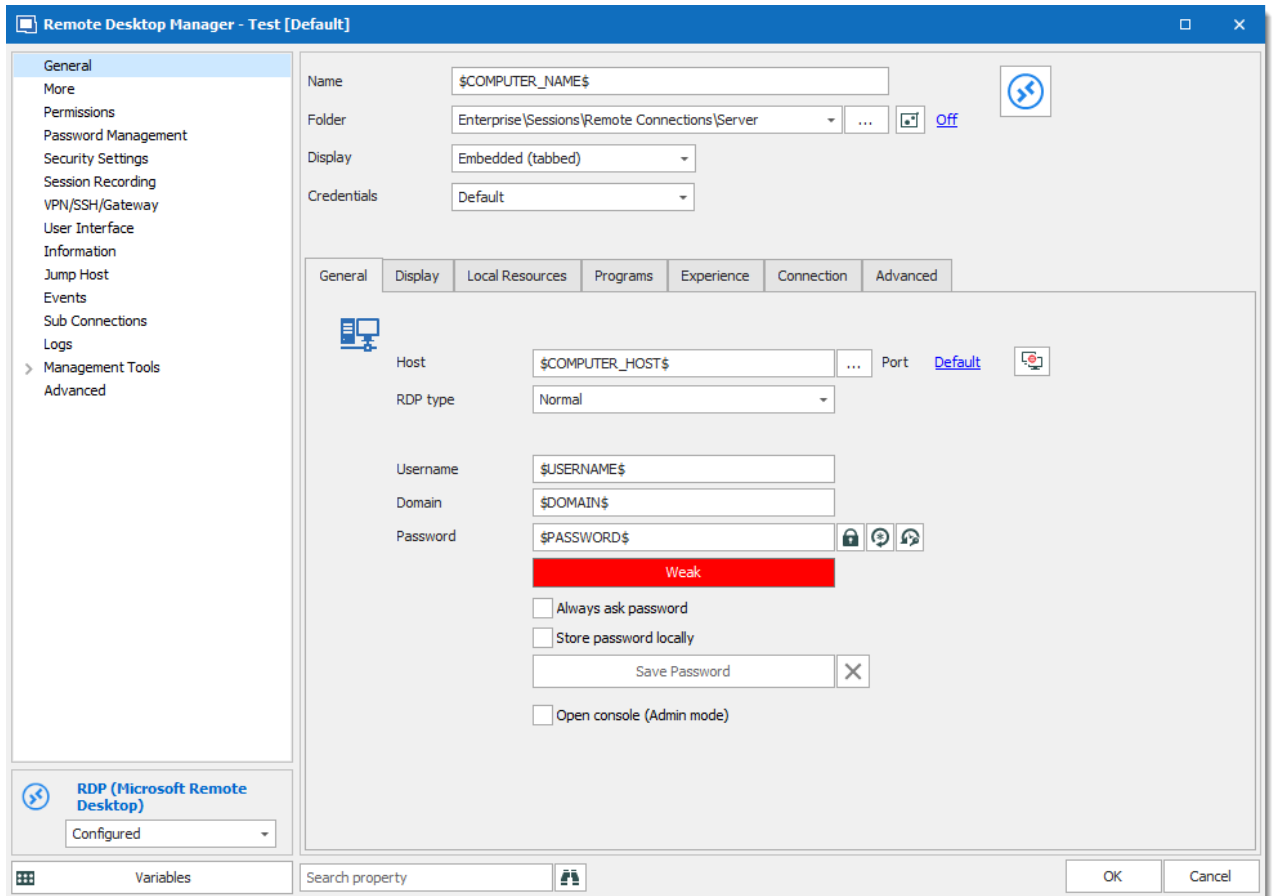 Remote Desktop Manager - Test [Default]
General
More
Permissions
Password Management
Security Settings
Session Recording
VPN/SSH/Gateway
User Interface
Information
Jump Host
Events
Sub Connections
Logs
Management Tools
Advanced
RDP (Microsoft Remote
Desktop)
Configured
Variables
Name $COMPUTER_NAME$
Folder Enterprise\Sessions\Remote Connections\Server ... Off
Display Embedded (tabbed)
Credentials Default
General Display Local Resources Programs Experience Connection Advanced
Host $COMPUTER_HOST$ ... Port Default
RDP type Normal
Username $USERNAME$
Domain $DOMAIN$
Password $PASSWORD$
Weak
Always ask password
Store password locally
Save Password
Open console (Admin mode)
Search property
OK Cancel